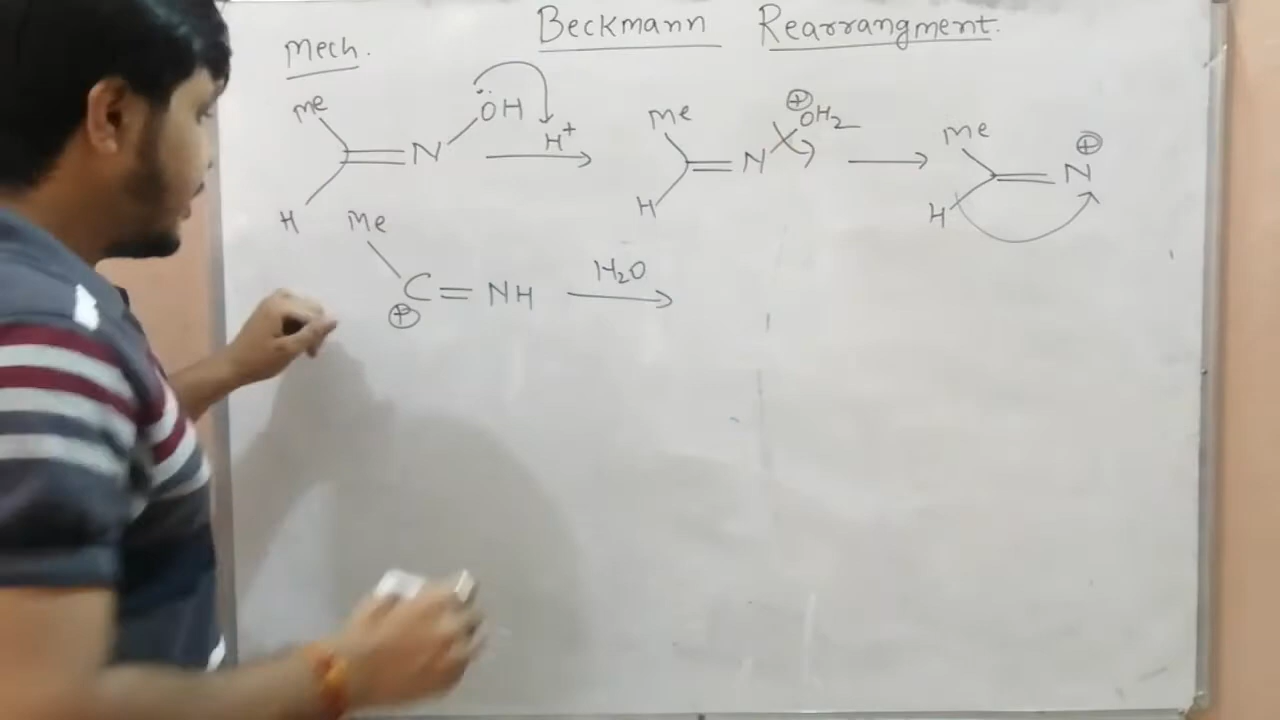 Beckmann Rearrangment.
Mech.
Me
H
N
ÖH
H+
Me
H
N
⊕
OH2
Me
H
N
⊕
Me
C = NH
⊕
H2O